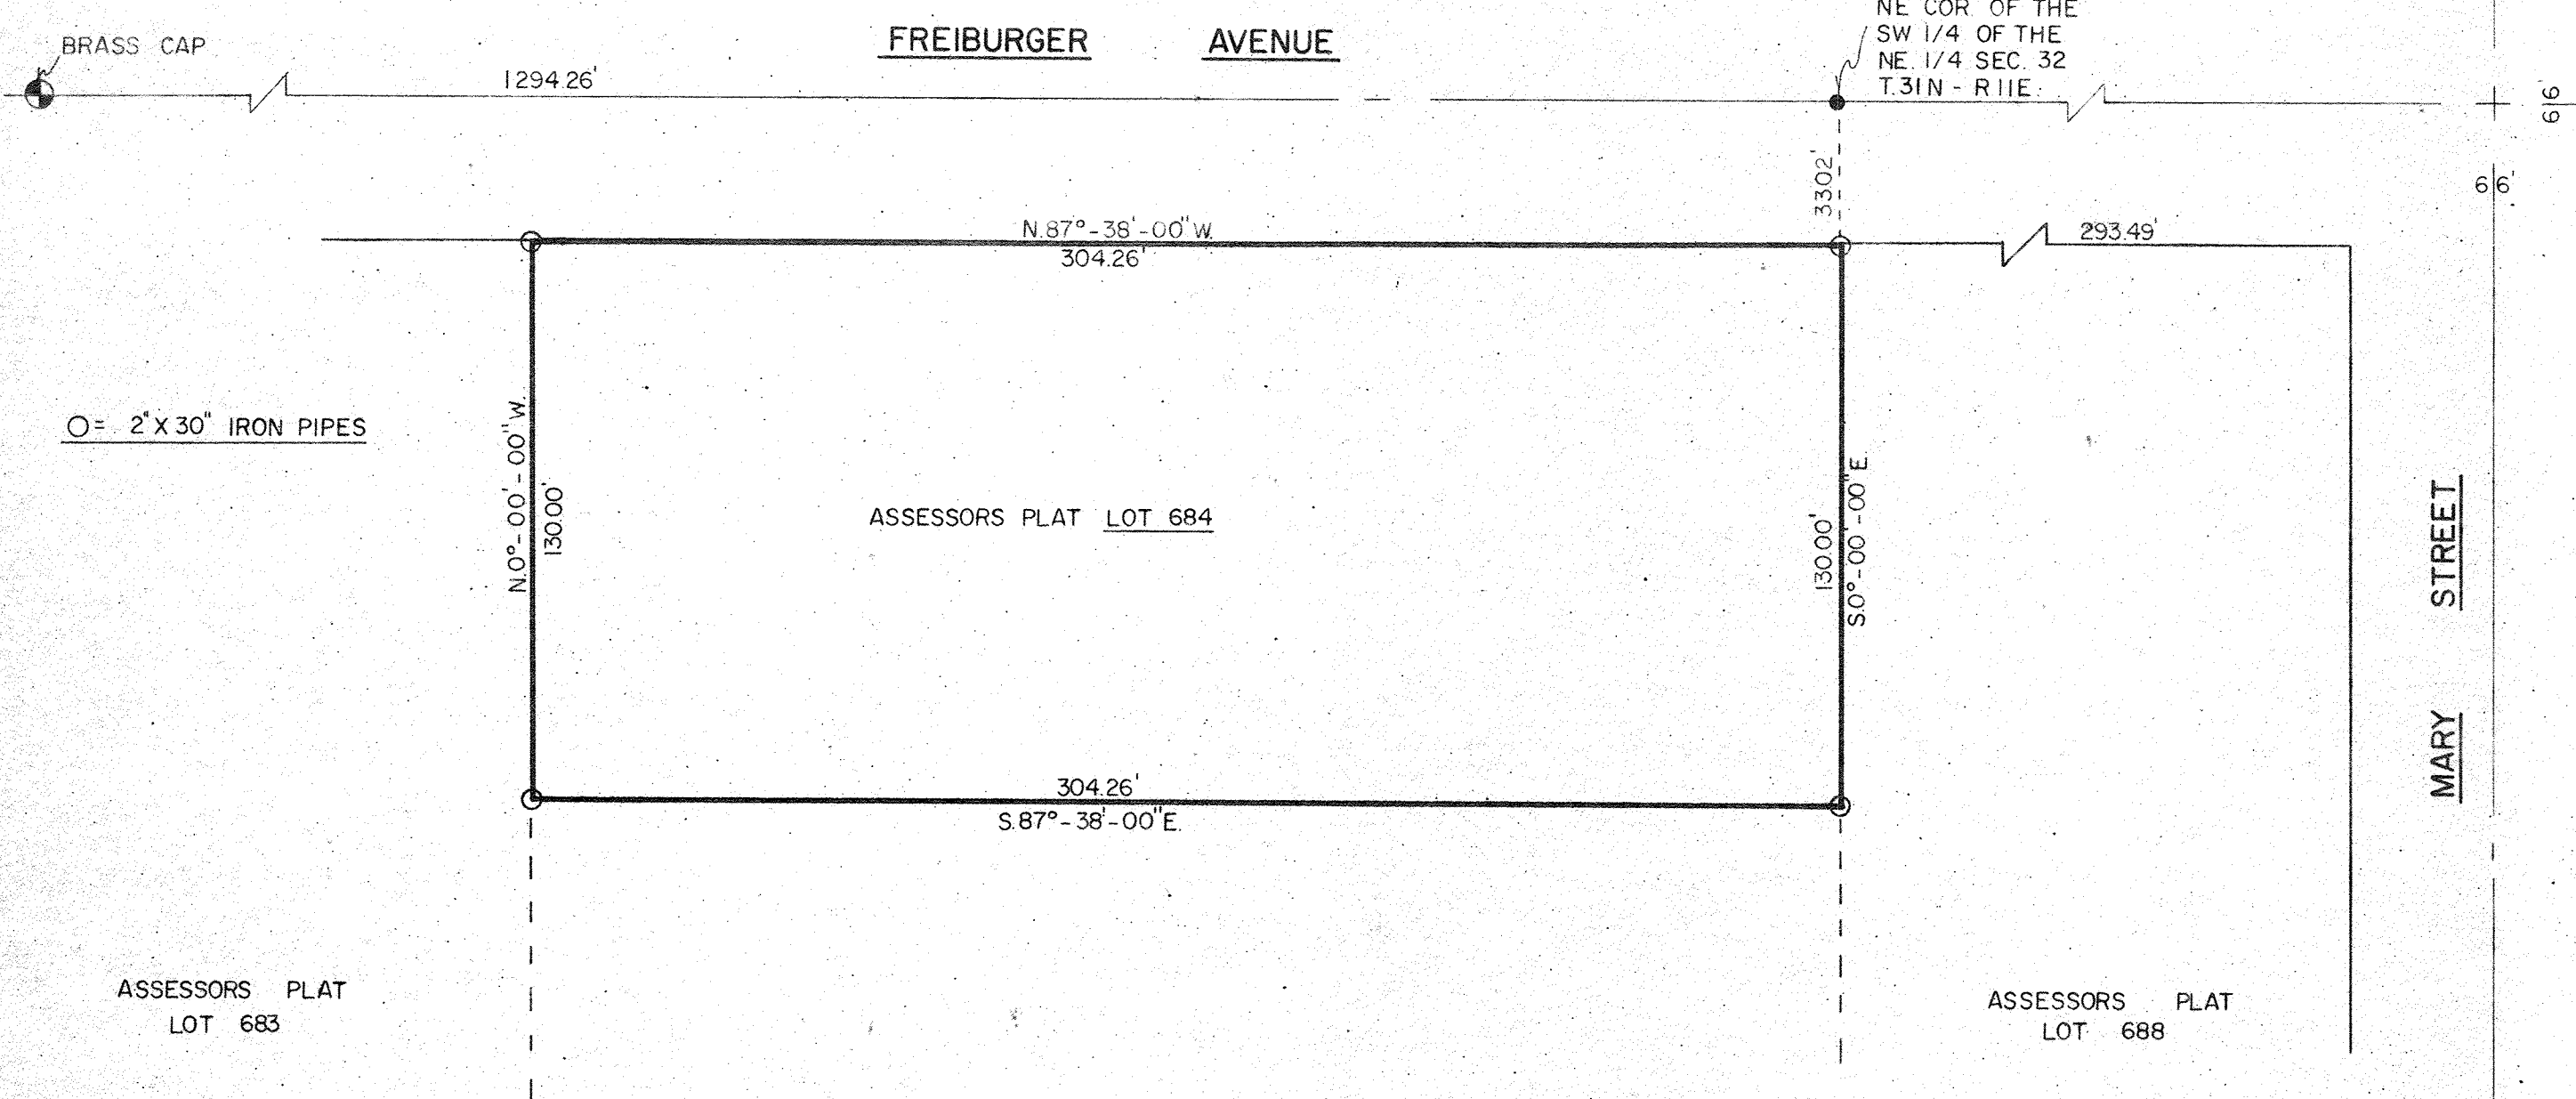 FREIBURGER AVENUE
BRASS CAP
1294.26'
NE COR. OF THE
SW 1/4 OF THE
NE. 1/4 SEC. 32
T.31N - R11E.
66
66'
33.02'
N.87°-38'-00"W.
304.26'
293.49'
O= 2"X30" IRON PIPES
N.0°-00'-00"W.
130.00'
ASSESSORS PLAT LOT 684
130.00'
S.0°-00'-00"E.
MARY STREET
304.26'
S.87°-38'-00"E.
ASSESSORS PLAT
LOT 683
ASSESSORS PLAT
LOT 688